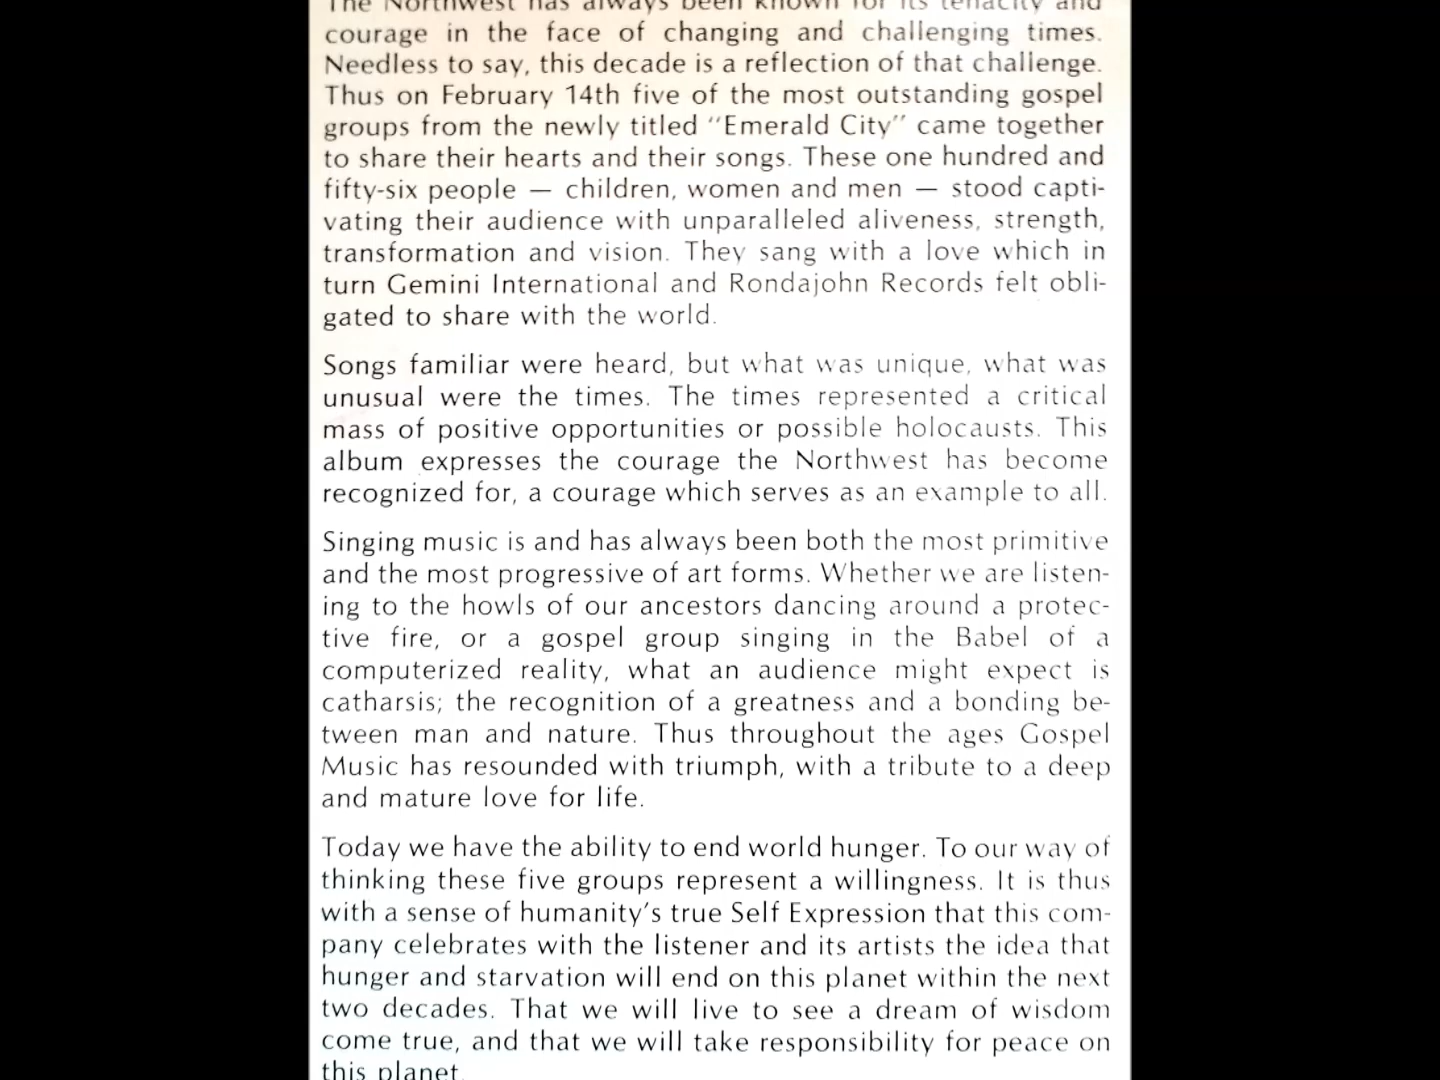 The Northwest has always been known for its tenacity and
courage in the face of changing and challenging times.
Needless to say, this decade is a reflection of that challenge.
Thus on February 14th five of the most outstanding gospel
groups from the newly titled “Emerald City” came together
to share their hearts and their songs. These one hundred and
fifty-six people — children, women and men — stood capti-
vating their audience with unparalleled aliveness, strength,
transformation and vision. They sang with a love which in
turn Gemini International and Rondajohn Records felt obli-
gated to share with the world.
Songs familiar were heard, but what was unique, what was
unusual were the times. The times represented a critical
mass of positive opportunities or possible holocausts. This
album expresses the courage the Northwest has become
recognized for, a courage which serves as an example to all.
Singing music is and has always been both the most primitive
and the most progressive of art forms. Whether we are listen-
ing to the howls of our ancestors dancing around a protec-
tive fire, or a gospel group singing in the Babel of a
computerized reality, what an audience might expect is
catharsis; the recognition of a greatness and a bonding be-
tween man and nature. Thus throughout the ages Gospel
Music has resounded with triumph, with a tribute to a deep
and mature love for life.
Today we have the ability to end world hunger. To our way of
thinking these five groups represent a willingness. It is thus
with a sense of humanity’s true Self Expression that this com-
pany celebrates with the listener and its artists the idea that
hunger and starvation will end on this planet within the next
two decades. That we will live to see a dream of wisdom
come true, and that we will take responsibility for peace on
this planet.